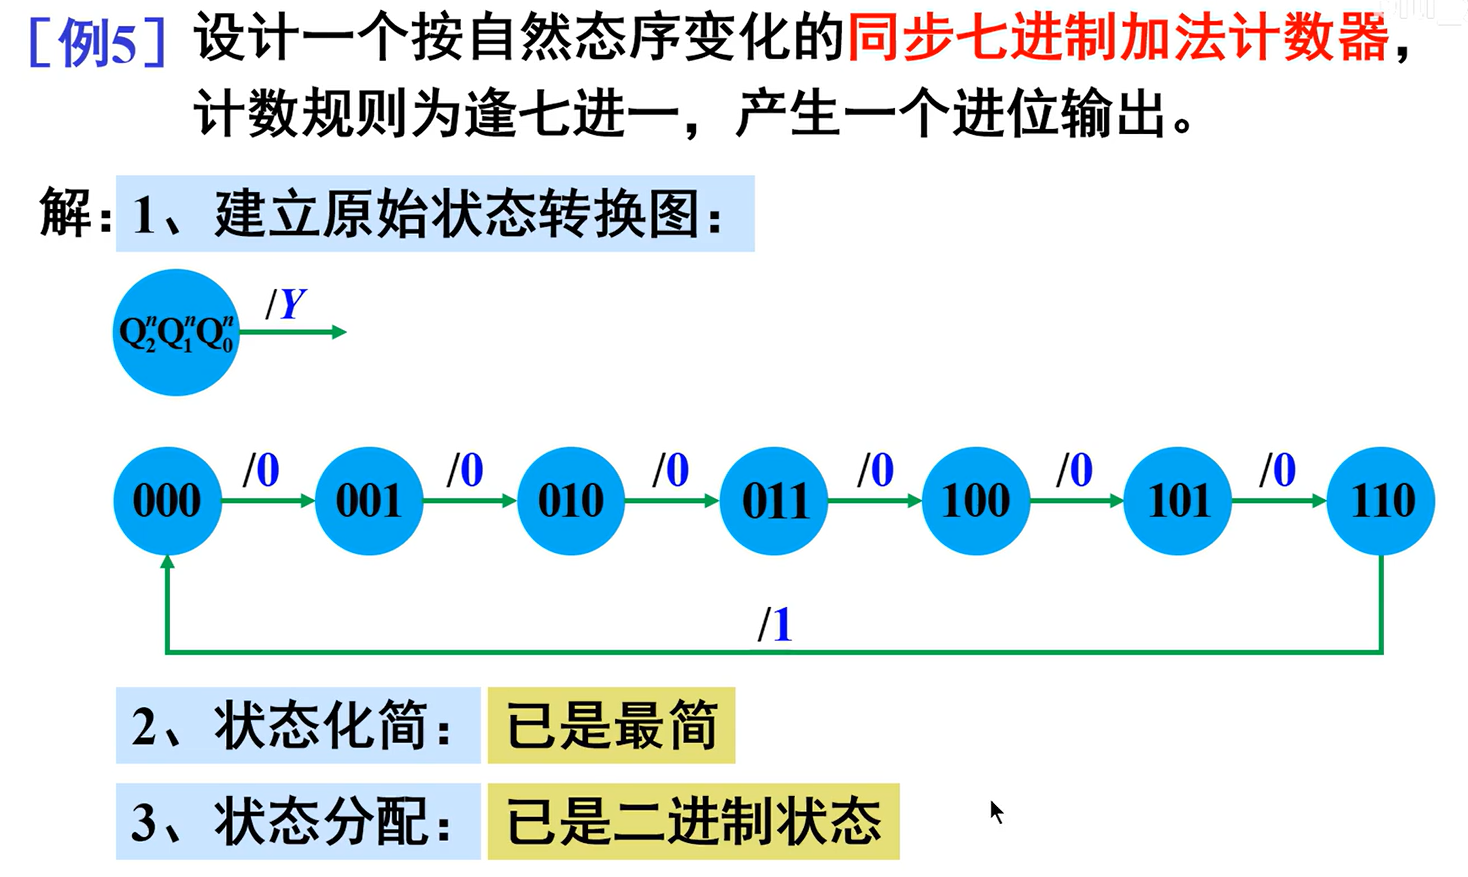 ［例5］ 设计一个按自然态序变化的同步七进制加法计数器，
计数规则为逢七进一，产生一个进位输出。
解：1、建立原始状态转换图：
/Y
Q₂ⁿQ₁ⁿQ₀ⁿ
/0 /0 /0 /0 /0 /0
000 001 010 011 100 101 110
/1
2、状态化简： 已是最简
3、状态分配： 已是二进制状态